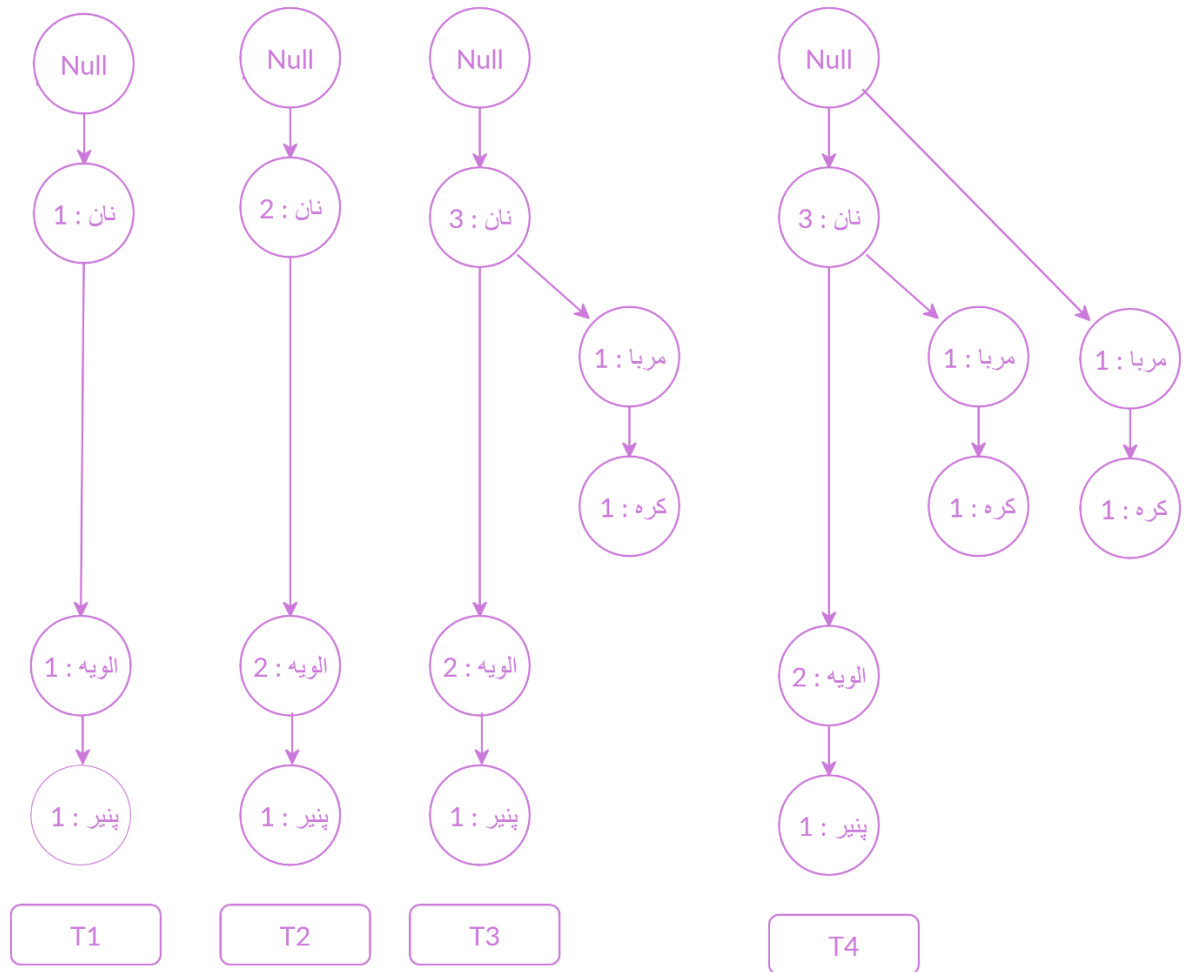 Null
نان : 1
الویه : 1
پنیر : 1
T1
Null
نان : 2
الویه : 2
پنیر : 1
T2
Null
نان : 3
مربا : 1
کره : 1
الویه : 2
پنیر : 1
T3
Null
نان : 3
مربا : 1
کره : 1
مربا : 1
کره : 1
الویه : 2
پنیر : 1
T4